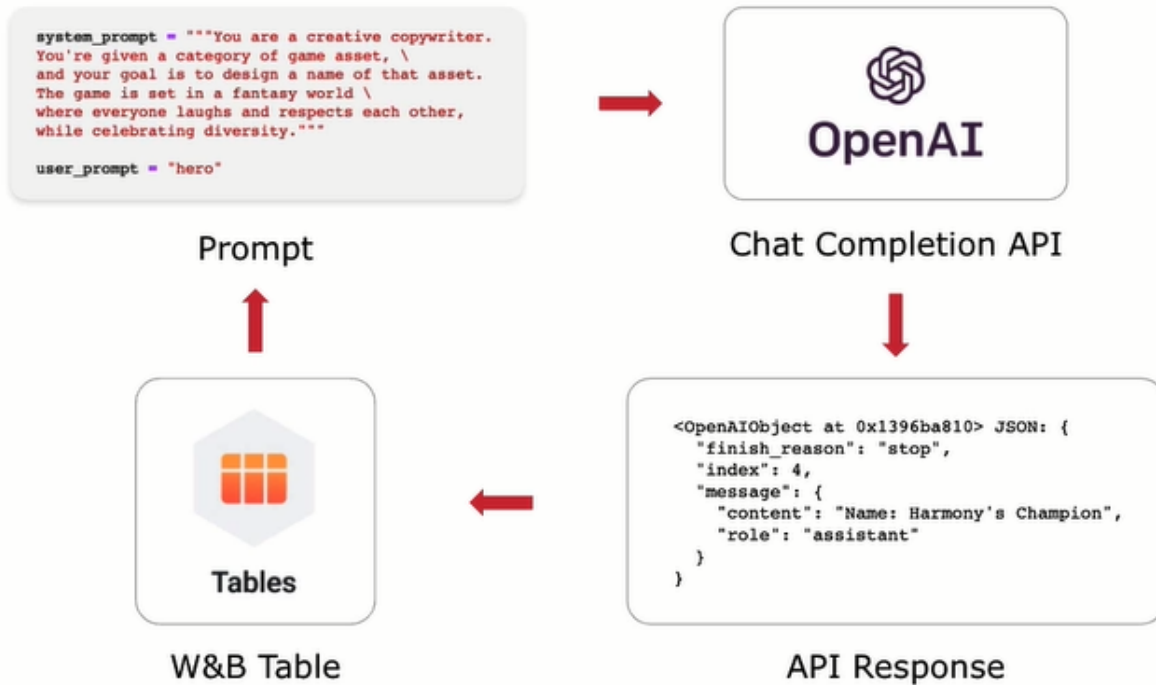 system_prompt = """You are a creative copywriter.
You're given a category of game asset, \
and your goal is to design a name of that asset.
The game is set in a fantasy world \
where everyone laughs and respects each other,
while celebrating diversity."""
user_prompt = "hero"
Prompt
OpenAI
Chat Completion API
<OpenAIObject at 0x1396ba810> JSON: {
  "finish_reason": "stop",
  "index": 4,
  "message": {
    "content": "Name: Harmony's Champion",
    "role": "assistant"
  }
}
API Response
Tables
W&B Table